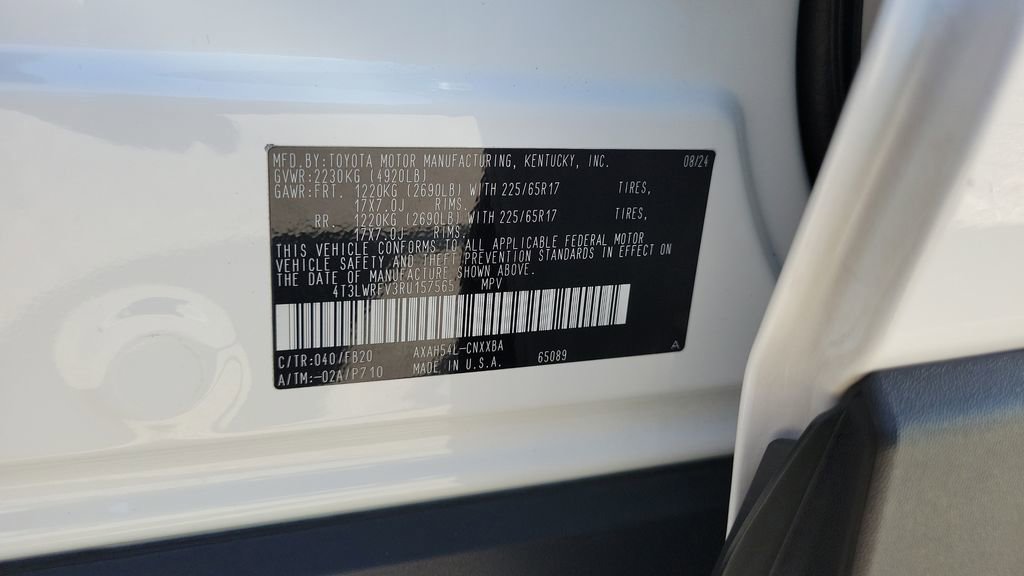 MFD.BY:TOYOTA MOTOR MANUFACTURING, KENTUCKY, INC. 08/24
GVWR:2230KG (4920LB)
GAWR:FRT. 1220KG (2690LB) WITH 225/65R17 TIRES,
17X7.0J RIMS,
RR. 1220KG (2690LB) WITH 225/65R17 TIRES,
17X7.0J RIMS.
THIS VEHICLE CONFORMS TO ALL APPLICABLE FEDERAL MOTOR
VEHICLE SAFETY AND THEFT PREVENTION STANDARDS IN EFFECT ON
THE DATE OF MANUFACTURE SHOWN ABOVE.
4T3LWRFV3RU157565 MPV
C/TR:040/FB20 AXAH54L-CNXXBA 65089 A
A/TM:-02A/P710 MADE IN U.S.A.